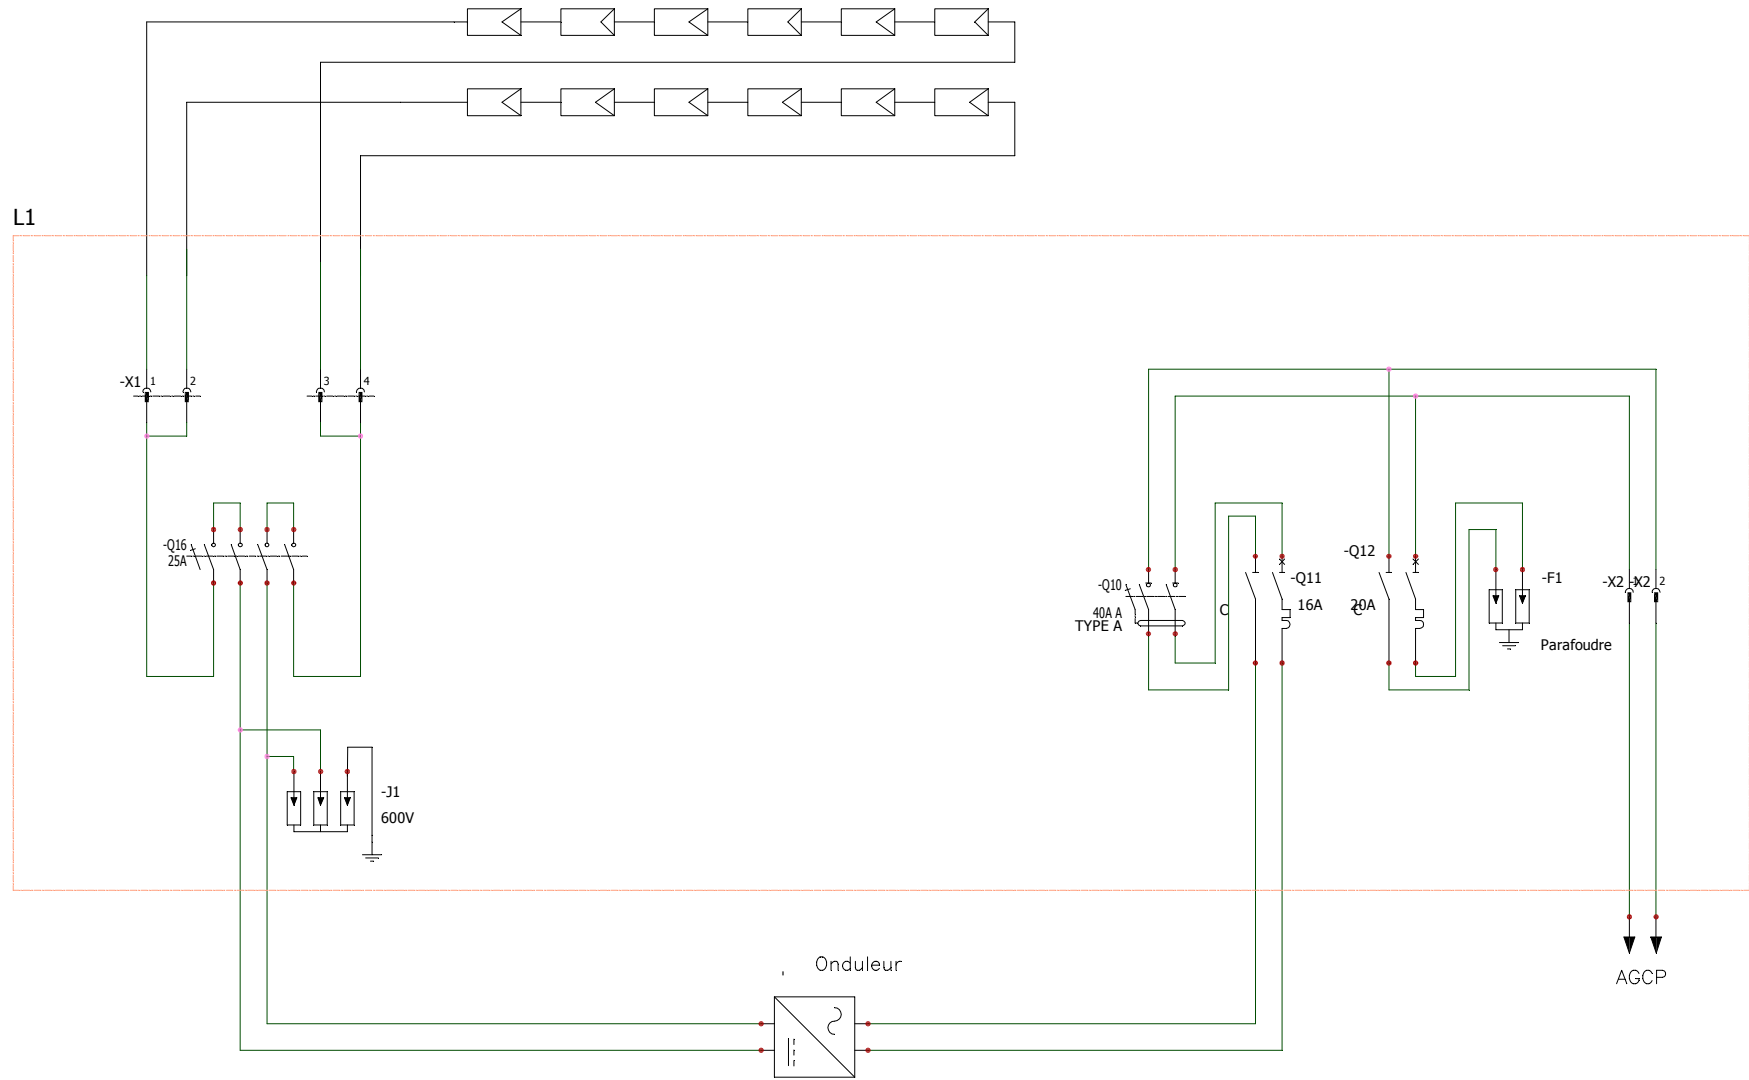 L1
-X1 1 2 3 4
-Q16
25A
-J1
600V
-Q10
40A A
TYPE A
C
-Q11
16A
-Q12
20A
C
-F1
Parafoudre
-X2
-X2 2
Onduleur
AGCP